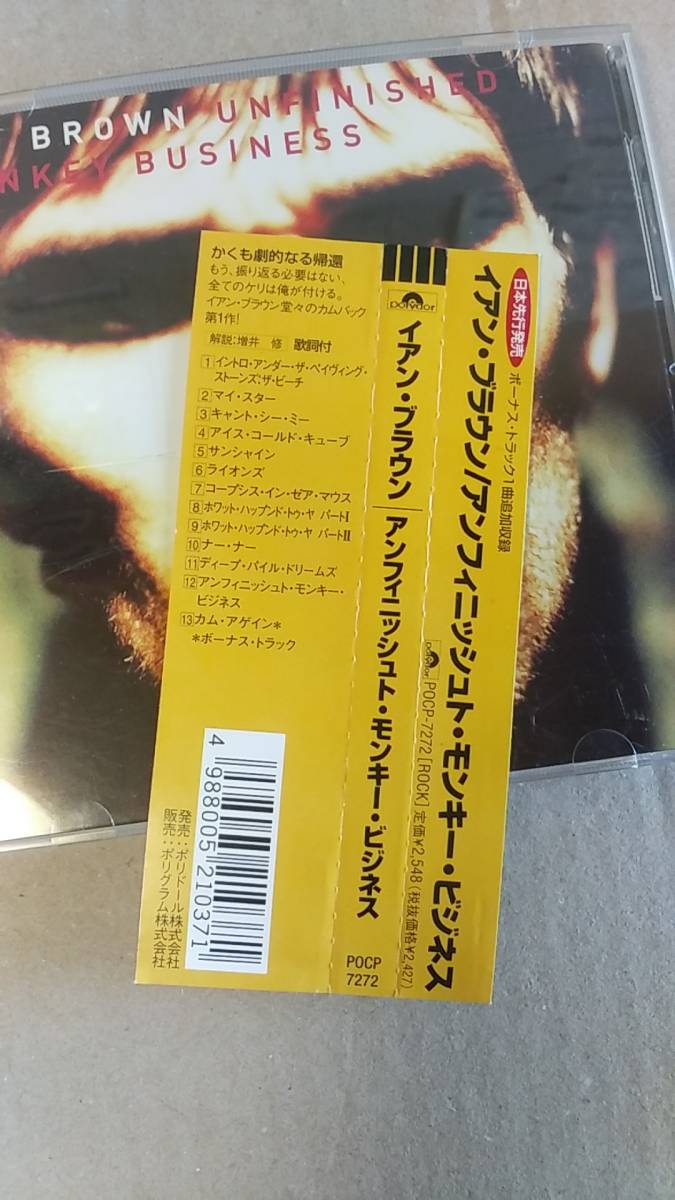 BROWN UNFINISHED
NKEY BUSINESS
かくも劇的なる帰還
もう、振り返る必要はない、
全てのケリは俺が付ける。
イアン・ブラウン堂々のカムバック
第1作!
解説:増井 修 歌詞付
1 イントロ・アンダー・ザ・ペイヴィング・
ストーンズ:ザ・ビーチ
2 マイ・スター
3 キャント・シー・ミー
4 アイス・コールド・キューブ
5 サンシャイン
6 ライオンズ
7 コープシス・イン・ゼア・マウス
8 ホワット・ハップンド・トゥ・ヤ パートI
9 ホワット・ハップンド・トゥ・ヤ パートII
10 ナー・ナー
11 ディープ・パイル・ドリームズ
12 アンフィニッシュト・モンキー・
ビジネス
13 カム・アゲイン*
*ボーナス・トラック
4 988005 210371
発売:ポリドール株式会社
販売:ポリグラム株式会社
polydor
イアン・ブラウン/アンフィニッシュト・モンキー・ビジネス
POCP
7272
日本先行発売
ボーナス・トラック1曲追加収録
イアン・ブラウン/アンフィニッシュト・モンキー・ビジネス
polydor
POCP-7272 [ROCK] 定価¥2,548 (税抜価格¥2,427)